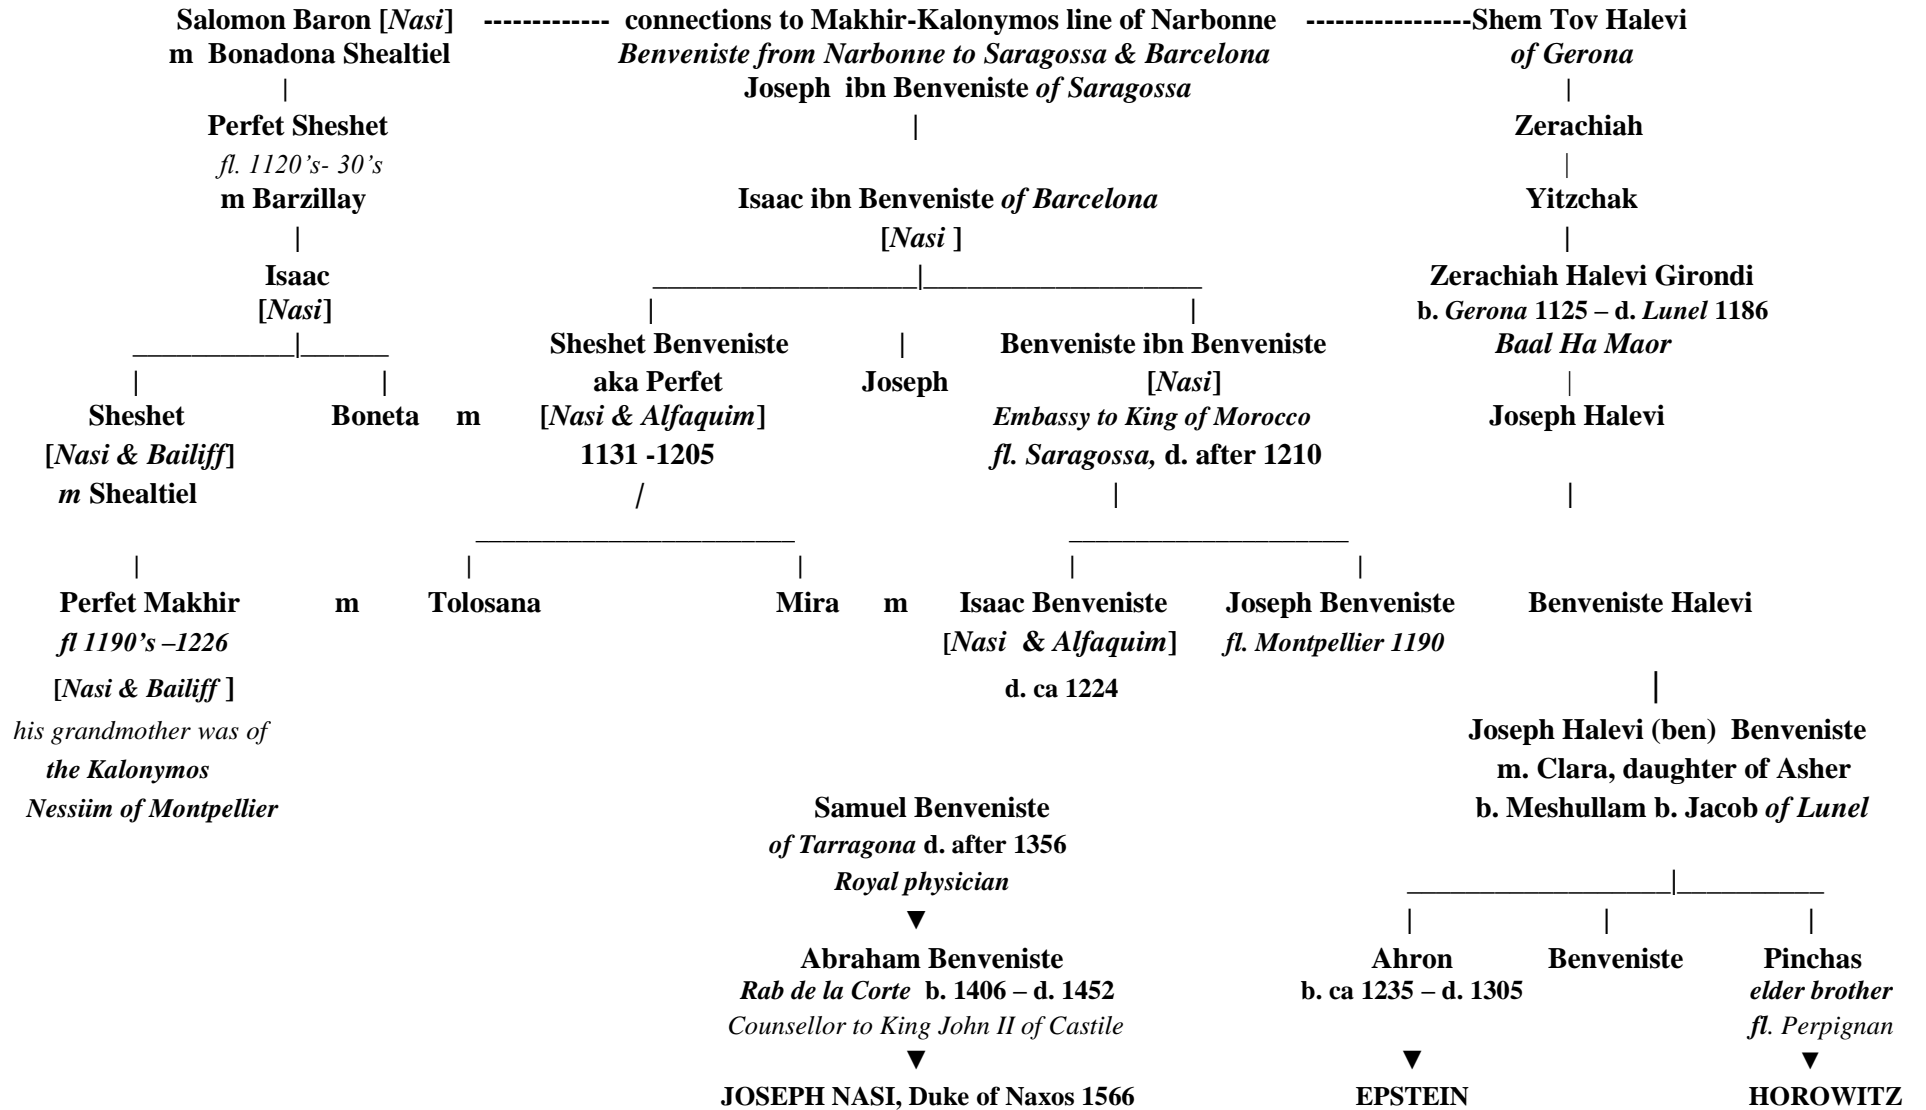 Salomon Baron [Nasi] ------------- connections to Makhir-Kalonymos line of Narbonne -----------------Shem Tov Halevi
m Bonadona Shealtiel Benveniste from Narbonne to Saragossa & Barcelona of Gerona
| Joseph ibn Benveniste of Saragossa |
Perfet Sheshet | Zerachiah
fl. 1120’s- 30’s |
m Barzillay Isaac ibn Benveniste of Barcelona Yitzchak
| [Nasi ] |
Isaac ___________________|____________________ Zerachiah Halevi Girondi
[Nasi] | | b. Gerona 1125 – d. Lunel 1186
____________|______ Sheshet Benveniste | Benveniste ibn Benveniste Baal Ha Maor
| | aka Perfet Joseph [Nasi] |
Sheshet Boneta m [Nasi & Alfaquim] Embassy to King of Morocco Joseph Halevi
[Nasi & Bailiff] 1131 -1205 fl. Saragossa, d. after 1210
m Shealtiel / | |
_______________________ ____________________
| | | | |
Perfet Makhir m Tolosana Mira m Isaac Benveniste Joseph Benveniste Benveniste Halevi
fl 1190’s –1226 [Nasi & Alfaquim] fl. Montpellier 1190
[Nasi & Bailiff ] d. ca 1224 |
his grandmother was of Joseph Halevi (ben) Benveniste
the Kalonymos m. Clara, daughter of Asher
Nessiim of Montpellier Samuel Benveniste b. Meshullam b. Jacob of Lunel
of Tarragona d. after 1356
Royal physician ___________________|___________
▼ | | |
Abraham Benveniste Ahron Benveniste Pinchas
Rab de la Corte b. 1406 – d. 1452 b. ca 1235 – d. 1305 elder brother
Counsellor to King John II of Castile fl. Perpignan
▼ ▼ ▼
JOSEPH NASI, Duke of Naxos 1566 EPSTEIN HOROWITZ